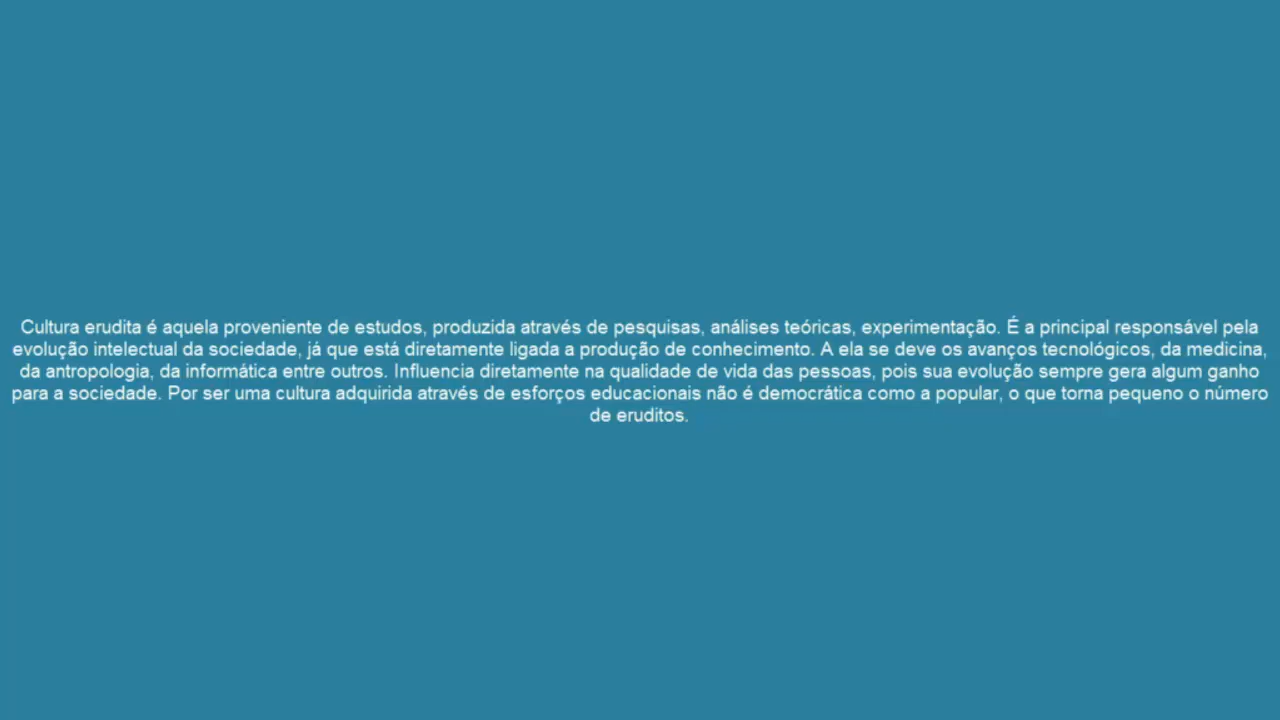 Cultura erudita é aquela proveniente de estudos, produzida através de pesquisas, análises teóricas, experimentação. É a principal responsável pela
evolução intelectual da sociedade, já que está diretamente ligada a produção de conhecimento. A ela se deve os avanços tecnológicos, da medicina,
da antropologia, da informática entre outros. Influencia diretamente na qualidade de vida das pessoas, pois sua evolução sempre gera algum ganho
para a sociedade. Por ser uma cultura adquirida através de esforços educacionais não é democrática como a popular, o que torna pequeno o número
de eruditos.